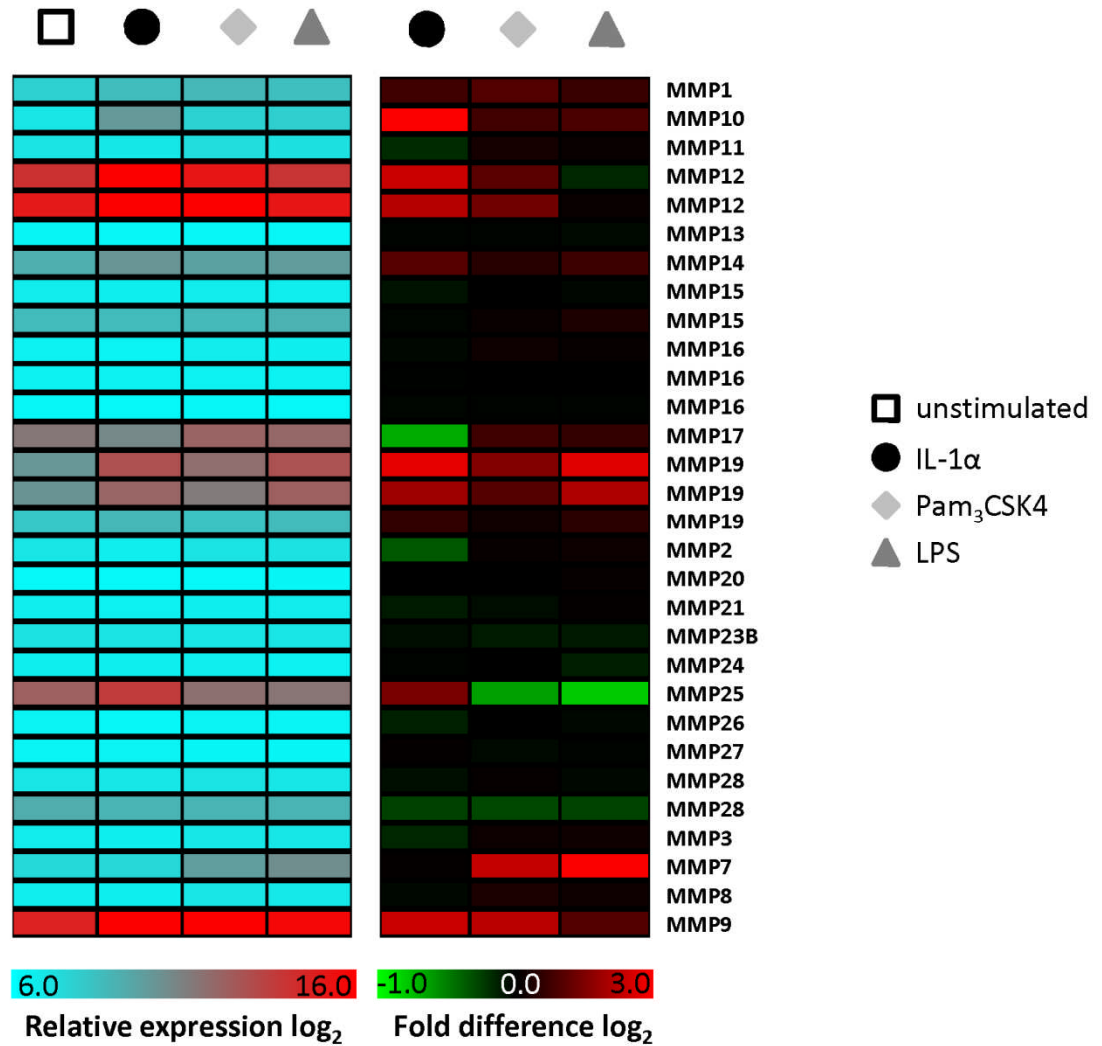 MMP1
MMP10
MMP11
MMP12
MMP12
MMP13
MMP14
MMP15
MMP15
MMP16
MMP16
MMP16
MMP17
MMP19
MMP19
MMP19
MMP2
MMP20
MMP21
MMP23B
MMP24
MMP25
MMP26
MMP27
MMP28
MMP28
MMP3
MMP7
MMP8
MMP9
unstimulated
IL-1α
Pam₃CSK4
LPS
6.0 16.0
Relative expression log₂
-1.0 0.0 3.0
Fold difference log₂